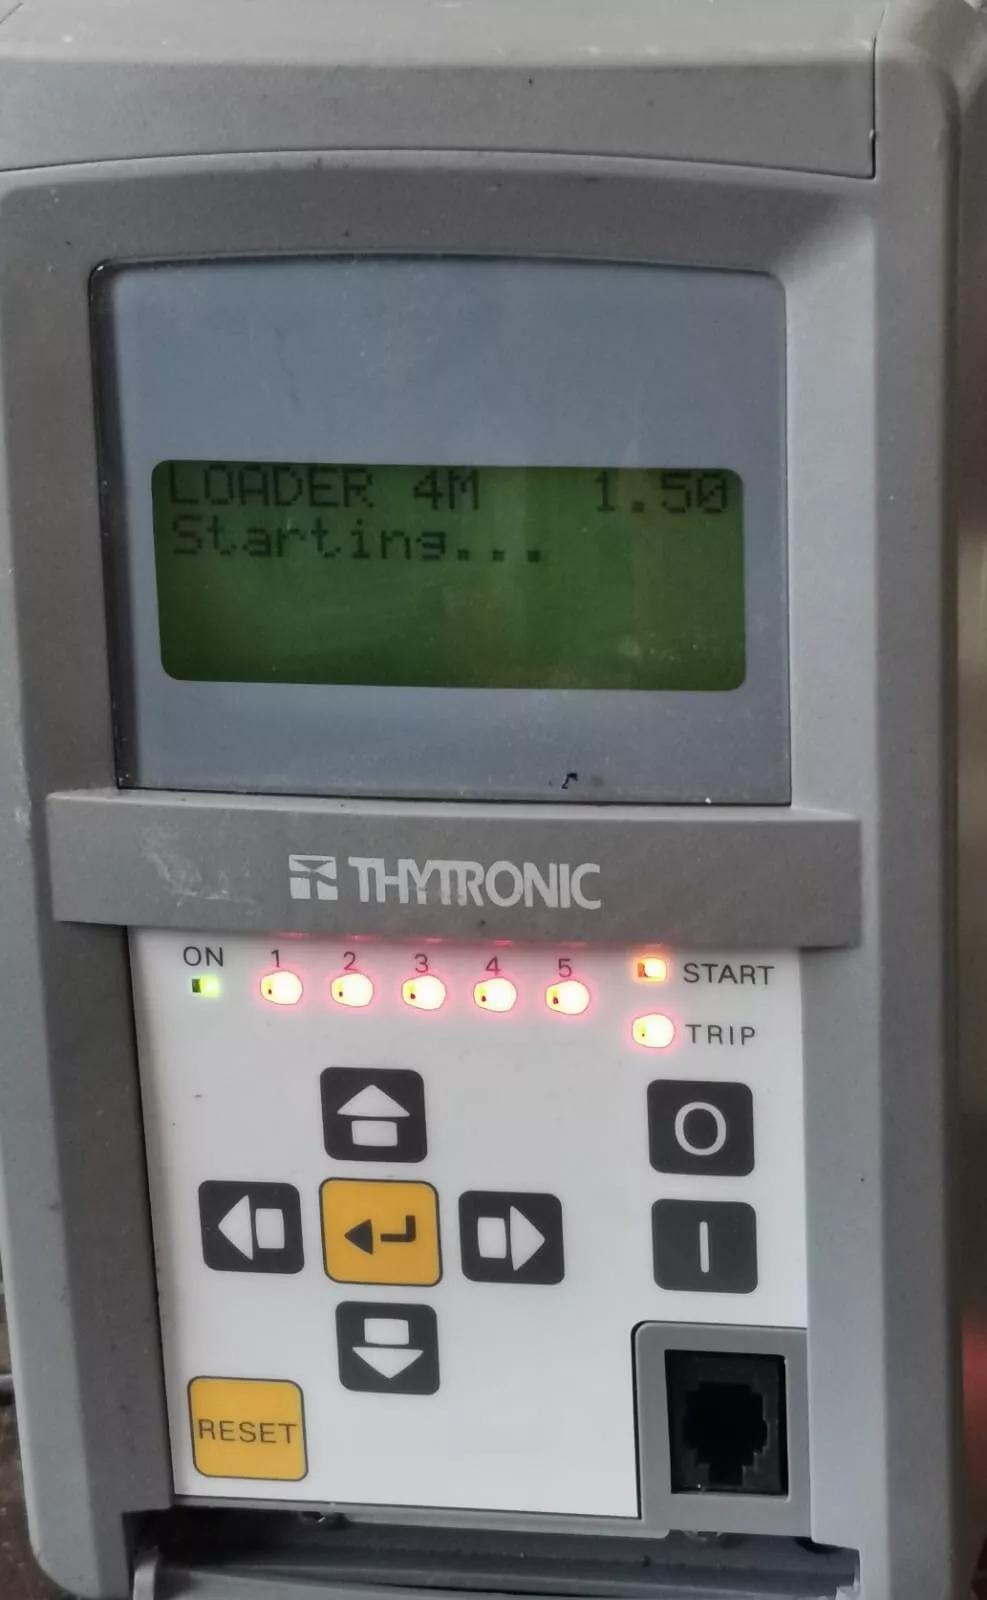 LOADER 4M 1.50
Starting...
THYTRONIC
ON 1 2 3 4 5 START
TRIP
O
I
RESET